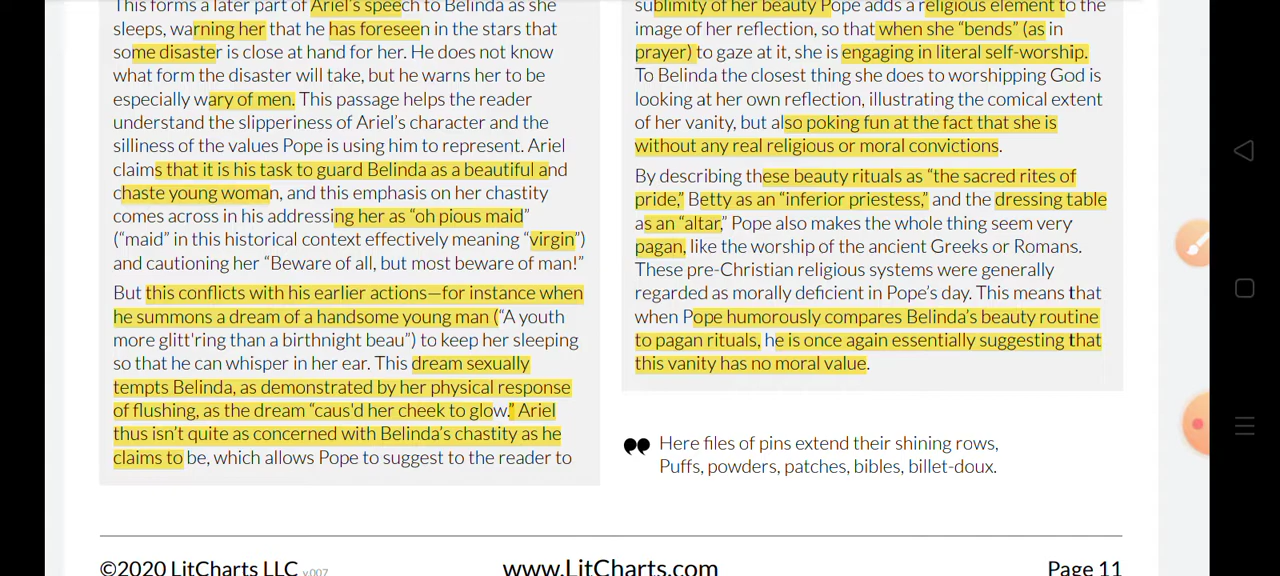 This forms a later part of Ariel's speech to Belinda as she
sleeps, warning her that he has foreseen in the stars that
some disaster is close at hand for her. He does not know
what form the disaster will take, but he warns her to be
especially wary of men. This passage helps the reader
understand the slipperiness of Ariel's character and the
silliness of the values Pope is using him to represent. Ariel
claims that it is his task to guard Belinda as a beautiful and
chaste young woman, and this emphasis on her chastity
comes across in his addressing her as “oh pious maid”
(“maid” in this historical context effectively meaning “virgin”)
and cautioning her “Beware of all, but most beware of man!”
But this conflicts with his earlier actions—for instance when
he summons a dream of a handsome young man (“A youth
more glitt'ring than a birthnight beau”) to keep her sleeping
so that he can whisper in her ear. This dream sexually
tempts Belinda, as demonstrated by her physical response
of flushing, as the dream “caus'd her cheek to glow.” Ariel
thus isn't quite as concerned with Belinda's chastity as he
claims to be, which allows Pope to suggest to the reader to
sublimity of her beauty Pope adds a religious element to the
image of her reflection, so that when she “bends” (as in
prayer) to gaze at it, she is engaging in literal self-worship.
To Belinda the closest thing she does to worshipping God is
looking at her own reflection, illustrating the comical extent
of her vanity, but also poking fun at the fact that she is
without any real religious or moral convictions.
By describing these beauty rituals as “the sacred rites of
pride,” Betty as an “inferior priestess,” and the dressing table
as an “altar,” Pope also makes the whole thing seem very
pagan, like the worship of the ancient Greeks or Romans.
These pre-Christian religious systems were generally
regarded as morally deficient in Pope's day. This means that
when Pope humorously compares Belinda's beauty routine
to pagan rituals, he is once again essentially suggesting that
this vanity has no moral value.
Here files of pins extend their shining rows,
Puffs, powders, patches, bibles, billet-doux.
©2020 LitCharts LLC v.007
www.LitCharts.com
Page 11